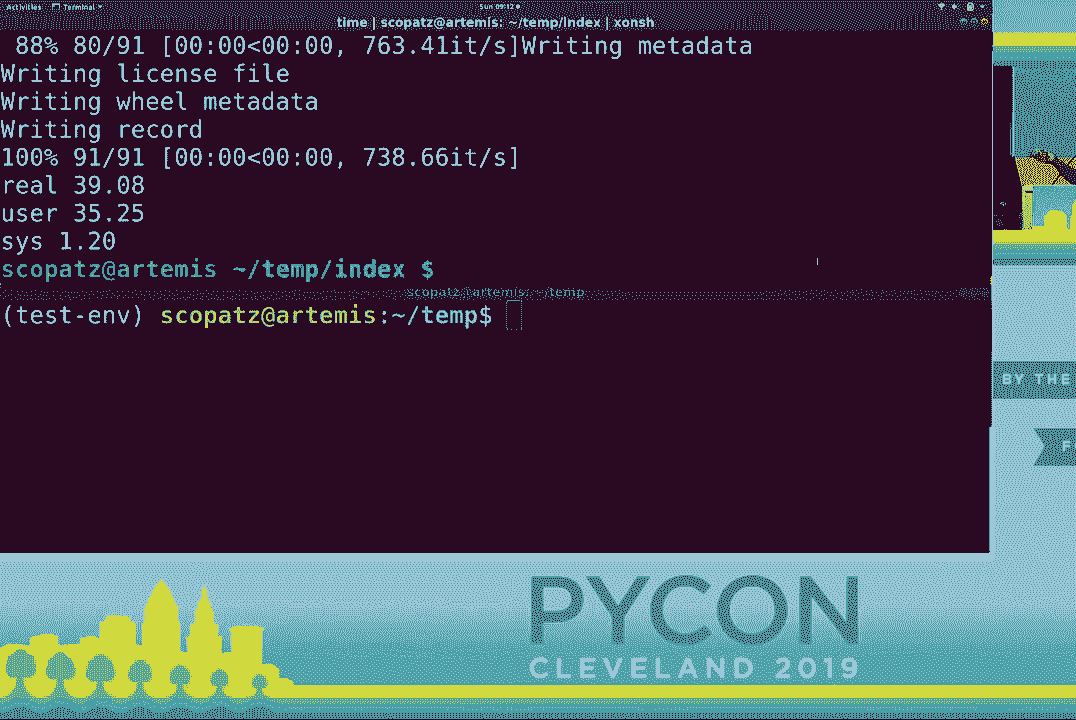 Activities Terminal Sun 09:12
time | scopatz@artemis: ~/temp/index | xonsh
88% 80/91 [00:00<00:00, 763.41it/s]Writing metadata
Writing license file
Writing wheel metadata
Writing record
100% 91/91 [00:00<00:00, 738.66it/s]
real 39.08
user 35.25
sys 1.20
scopatz@artemis ~/temp/index $
scopatz@artemis: ~/temp
(test-env) scopatz@artemis:~/temp$
BY THE
F
PYCON
CLEVELAND 2019